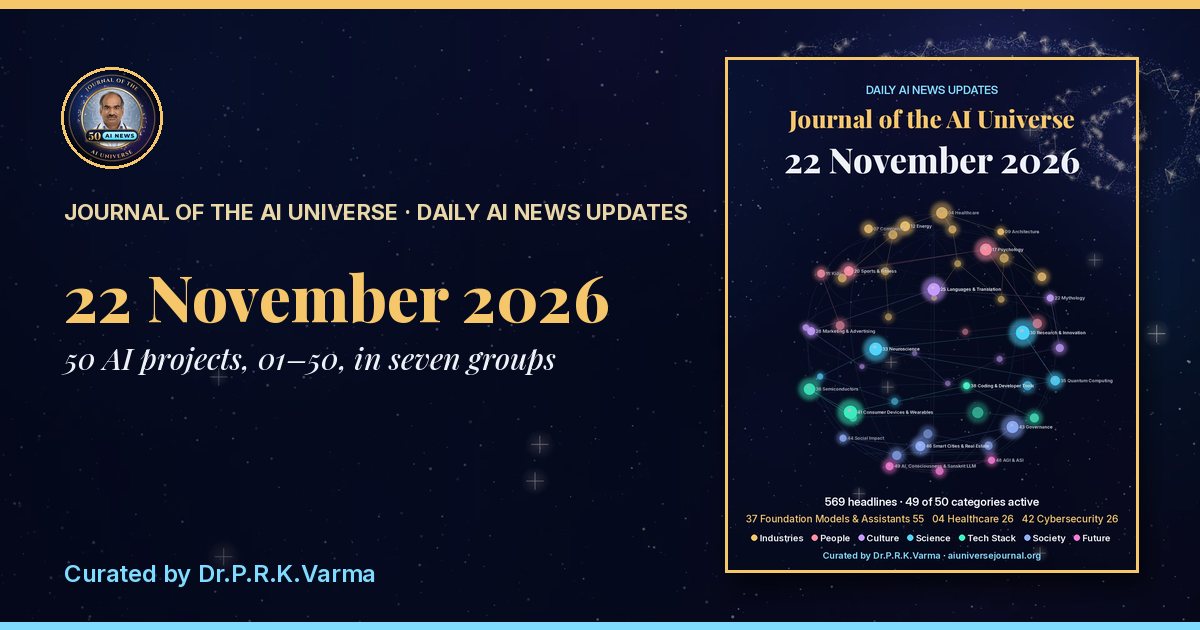 JOURNAL OF THE
50 AI NEWS
AI UNIVERSE
JOURNAL OF THE AI UNIVERSE · DAILY AI NEWS UPDATES
22 November 2026
50 AI projects, 01–50, in seven groups
Curated by Dr.P.R.K.Varma
DAILY AI NEWS UPDATES
Journal of the AI Universe
22 November 2026
04 Healthcare
12 Energy
09 Architecture
17 Psychology
20 Sports & Fitness
25 Languages & Translation
22 Mythology
26 Marketing & Advertising
30 Research & Innovation
33 Neuroscience
35 Quantum Computing
36 Semiconductors
38 Coding & Developer Tools
41 Consumer Devices & Wearables
43 Governance
44 Social Impact
46 Smart Cities & Real Estate
48 AGI & ASI
49 AI, Consciousness & Sanskrit LLM
569 headlines · 49 of 50 categories active
37 Foundation Models & Assistants 55 04 Healthcare 26 42 Cybersecurity 26
Industries People Culture Science Tech Stack Society Future
Curated by Dr.P.R.K.Varma · aiuniversejournal.org